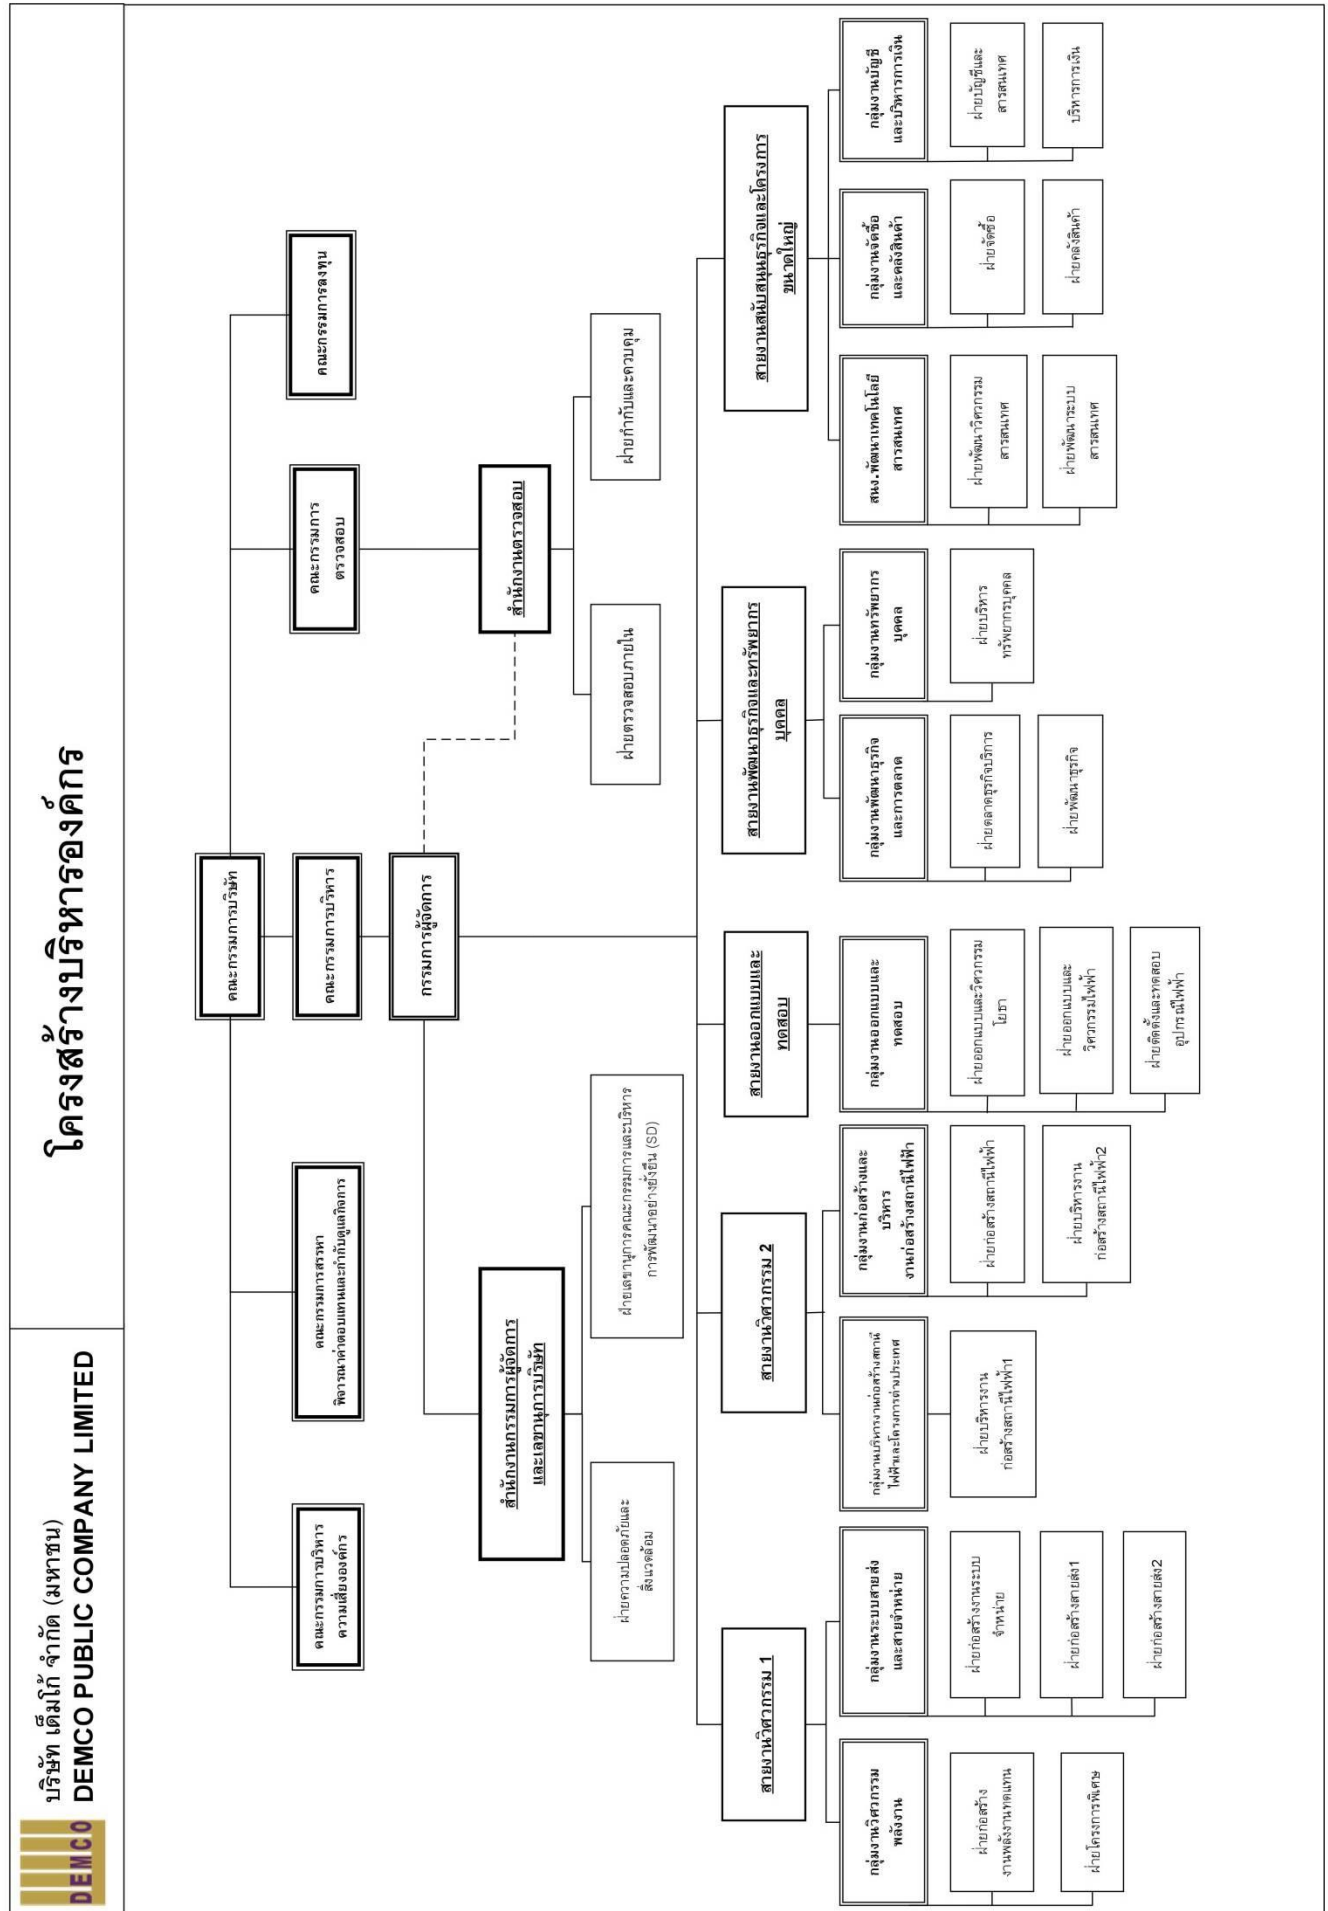 DEMCO
บริษัท เด็มโก้ จำกัด (มหาชน)
DEMCO PUBLIC COMPANY LIMITED
โครงสร้างบริหารองค์กร
คณะกรรมการบริษัท
คณะกรรมการบริหาร
ความเสี่ยงองค์กร
คณะกรรมการสรรหา
พิจารณาค่าตอบแทนและกำกับดูแลกิจการ
คณะกรรมการบริหาร
คณะกรรมการ
ตรวจสอบ
คณะกรรมการลงทุน
กรรมการผู้จัดการ
สำนักงานกรรมการผู้จัดการ
และเลขานุการบริษัท
สำนักงานตรวจสอบ
ฝ่ายความปลอดภัยและ
สิ่งแวดล้อม
ฝ่ายเลขานุการคณะกรรมการและบริหาร
การพัฒนาอย่างยั่งยืน (SD)
ฝ่ายตรวจสอบภายใน
ฝ่ายกำกับและควบคุม
สายงานวิศวกรรม 1
สายงานวิศวกรรม 2
สายงานออกแบบและ
ทดสอบ
สายงานพัฒนาธุรกิจและทรัพยากร
บุคคล
สายงานสนับสนุนธุรกิจและโครงการ
ขนาดใหญ่
กลุ่มงานวิศวกรรม
พลังงาน
กลุ่มงานระบบสายส่ง
และสายจำหน่าย
กลุ่มงานบริหารงานก่อสร้างสถานี
ไฟฟ้าและโครงการต่างประเทศ
กลุ่มงานก่อสร้างและ
บริหาร
งานก่อสร้างสถานีไฟฟ้า
กลุ่มงานออกแบบและ
ทดสอบ
กลุ่มงานพัฒนาธุรกิจ
และการตลาด
กลุ่มงานทรัพยากร
บุคคล
สนง.พัฒนาเทคโนโลยี
สารสนเทศ
กลุ่มงานจัดซื้อ
และคลังสินค้า
กลุ่มงานบัญชี
และบริหารการเงิน
ฝ่ายก่อสร้าง
งานพลังงานทดแทน
ฝ่ายก่อสร้างงานระบบ
จำหน่าย
ฝ่ายบริหารงาน
ก่อสร้างสถานีไฟฟ้า1
ฝ่ายก่อสร้างสถานีไฟฟ้า
ฝ่ายออกแบบและวิศวกรรม
โยธา
ฝ่ายตลาดธุรกิจบริการ
ฝ่ายบริหาร
ทรัพยากรบุคคล
ฝ่ายพัฒนาวิศวกรรม
สารสนเทศ
ฝ่ายจัดซื้อ
ฝ่ายบัญชีและ
สารสนเทศ
ฝ่ายโครงการพิเศษ
ฝ่ายก่อสร้างสายส่ง1
ฝ่ายบริหารงาน
ก่อสร้างสถานีไฟฟ้า2
ฝ่ายออกแบบและ
วิศวกรรมไฟฟ้า
ฝ่ายพัฒนาธุรกิจ
ฝ่ายพัฒนาระบบ
สารสนเทศ
ฝ่ายคลังสินค้า
บริหารการเงิน
ฝ่ายก่อสร้างสายส่ง2
ฝ่ายติดตั้งและทดสอบ
อุปกรณ์ไฟฟ้า